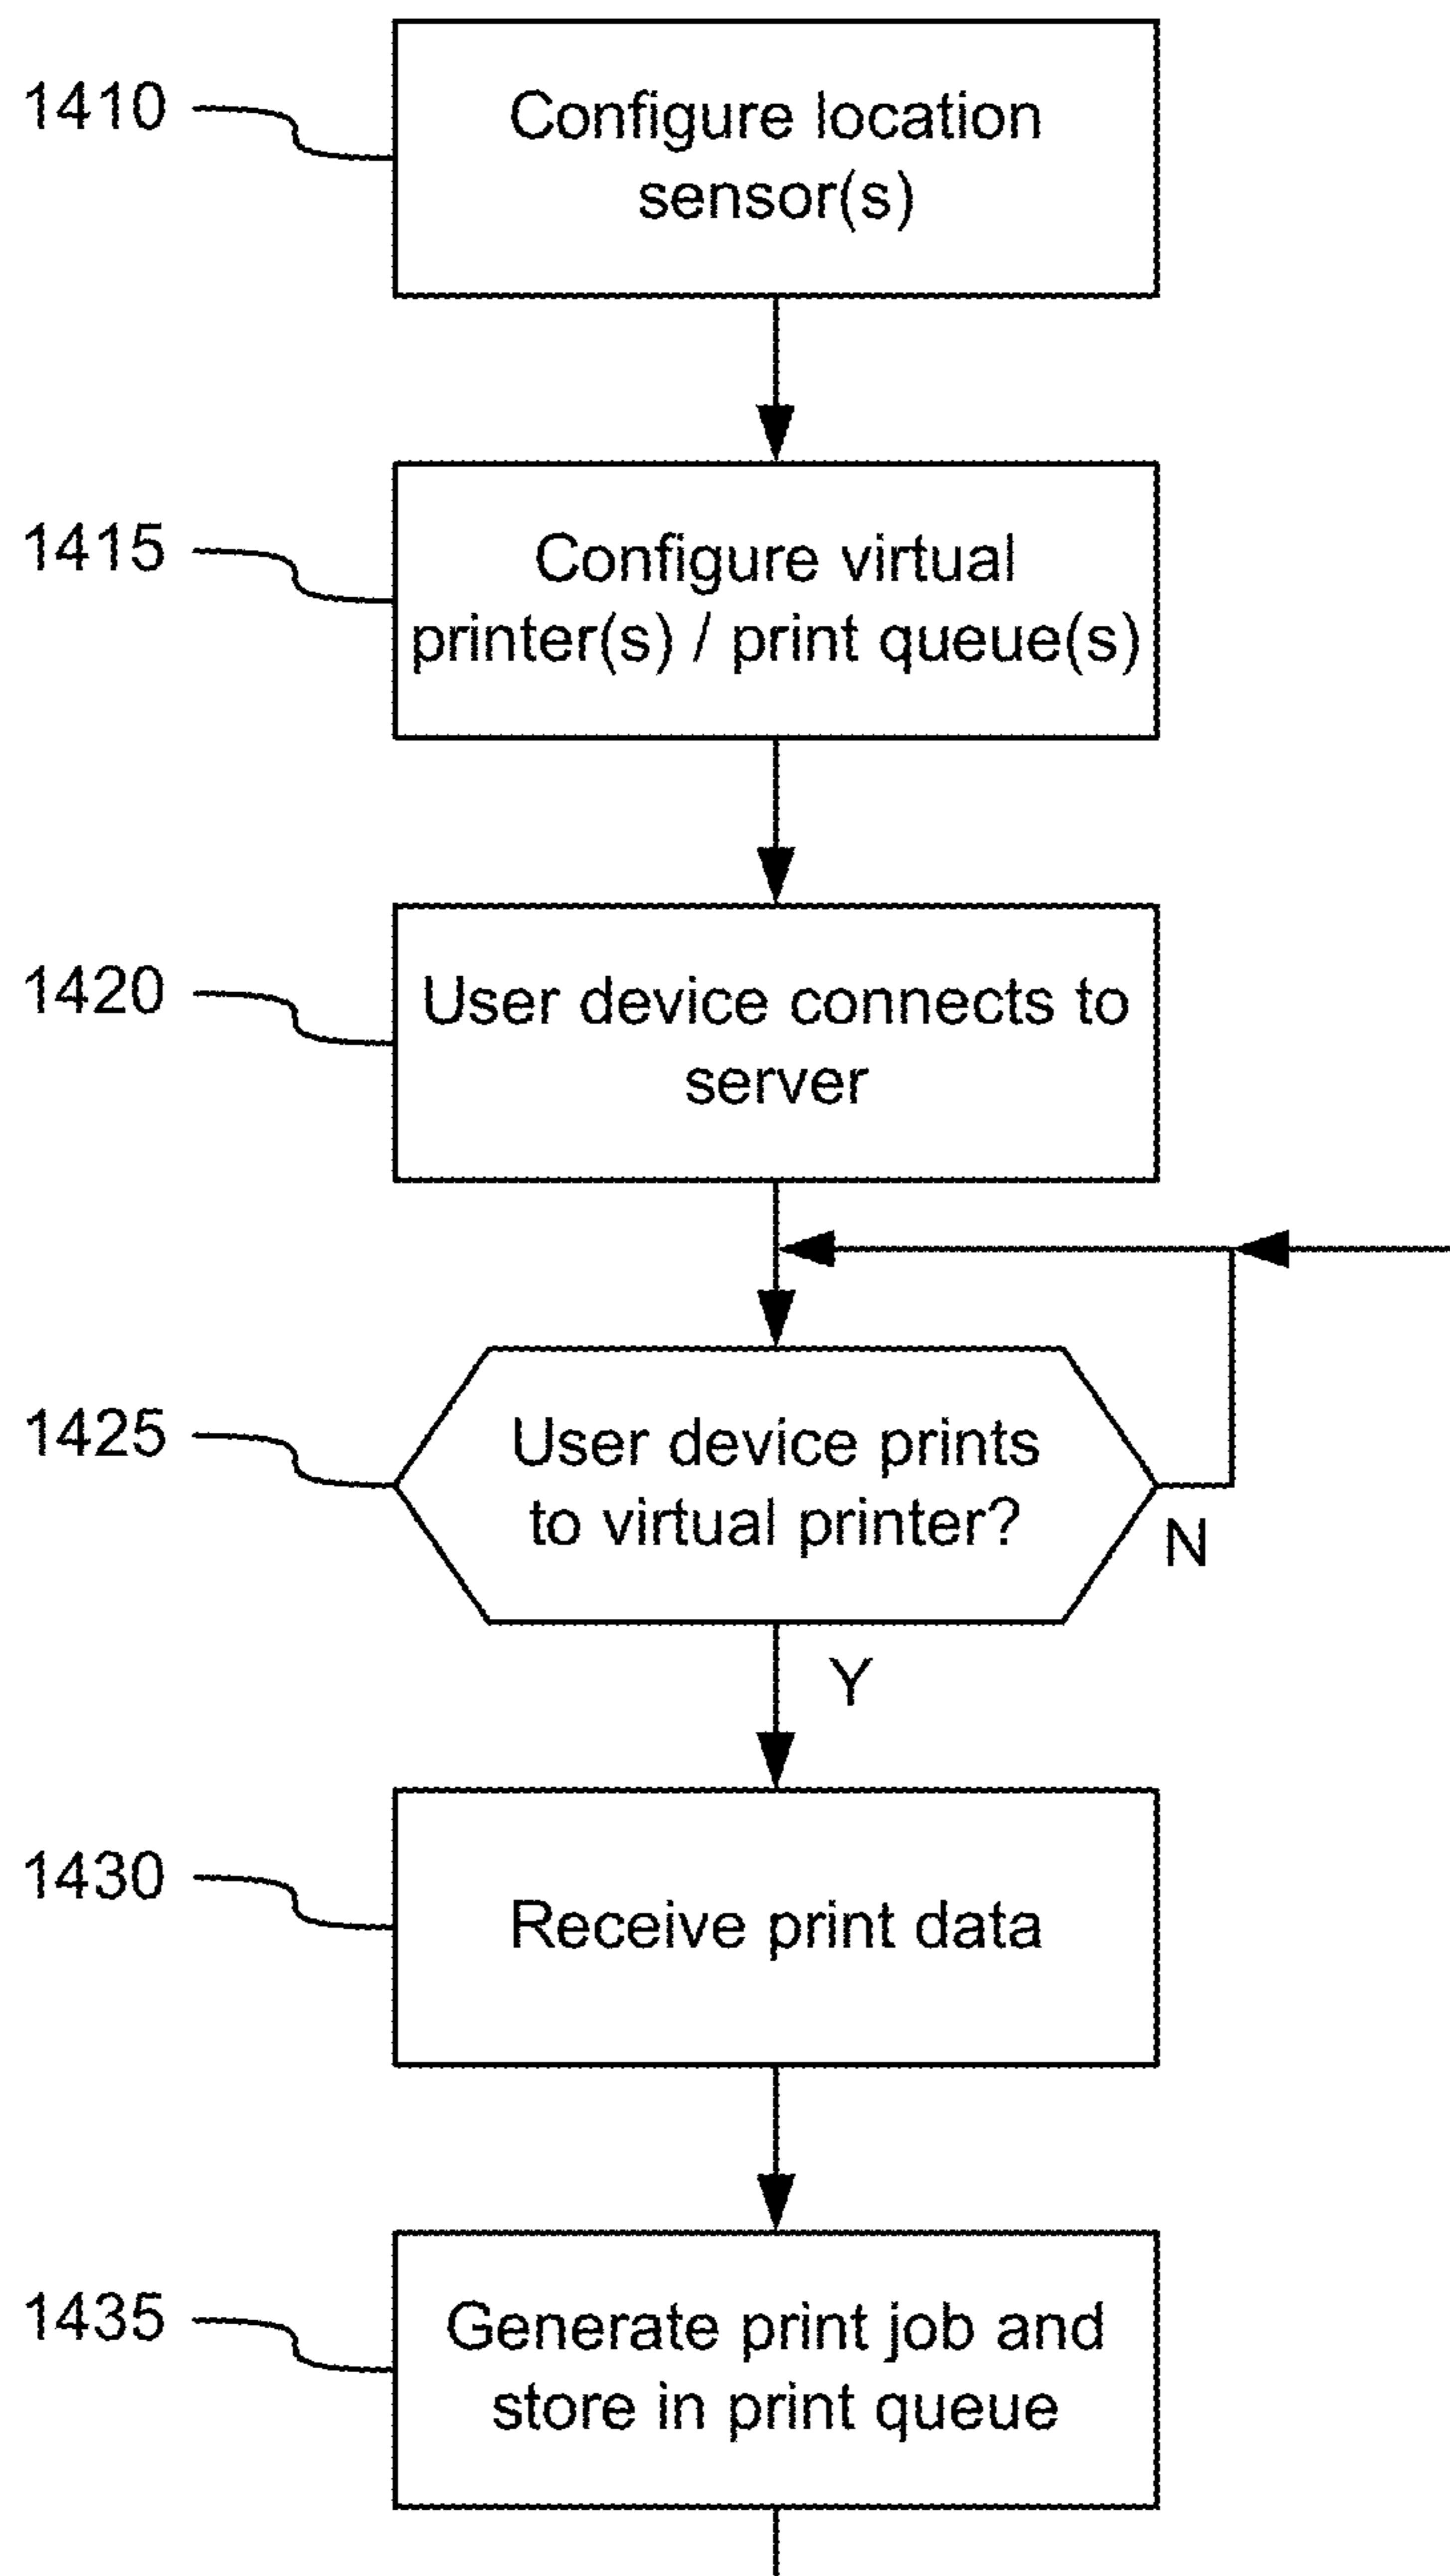 1410
Configure location
sensor(s)
1415
Configure virtual
printer(s) / print queue(s)
1420
User device connects to
server
1425
User device prints
to virtual printer?
N
Y
1430
Receive print data
1435
Generate print job and
store in print queue